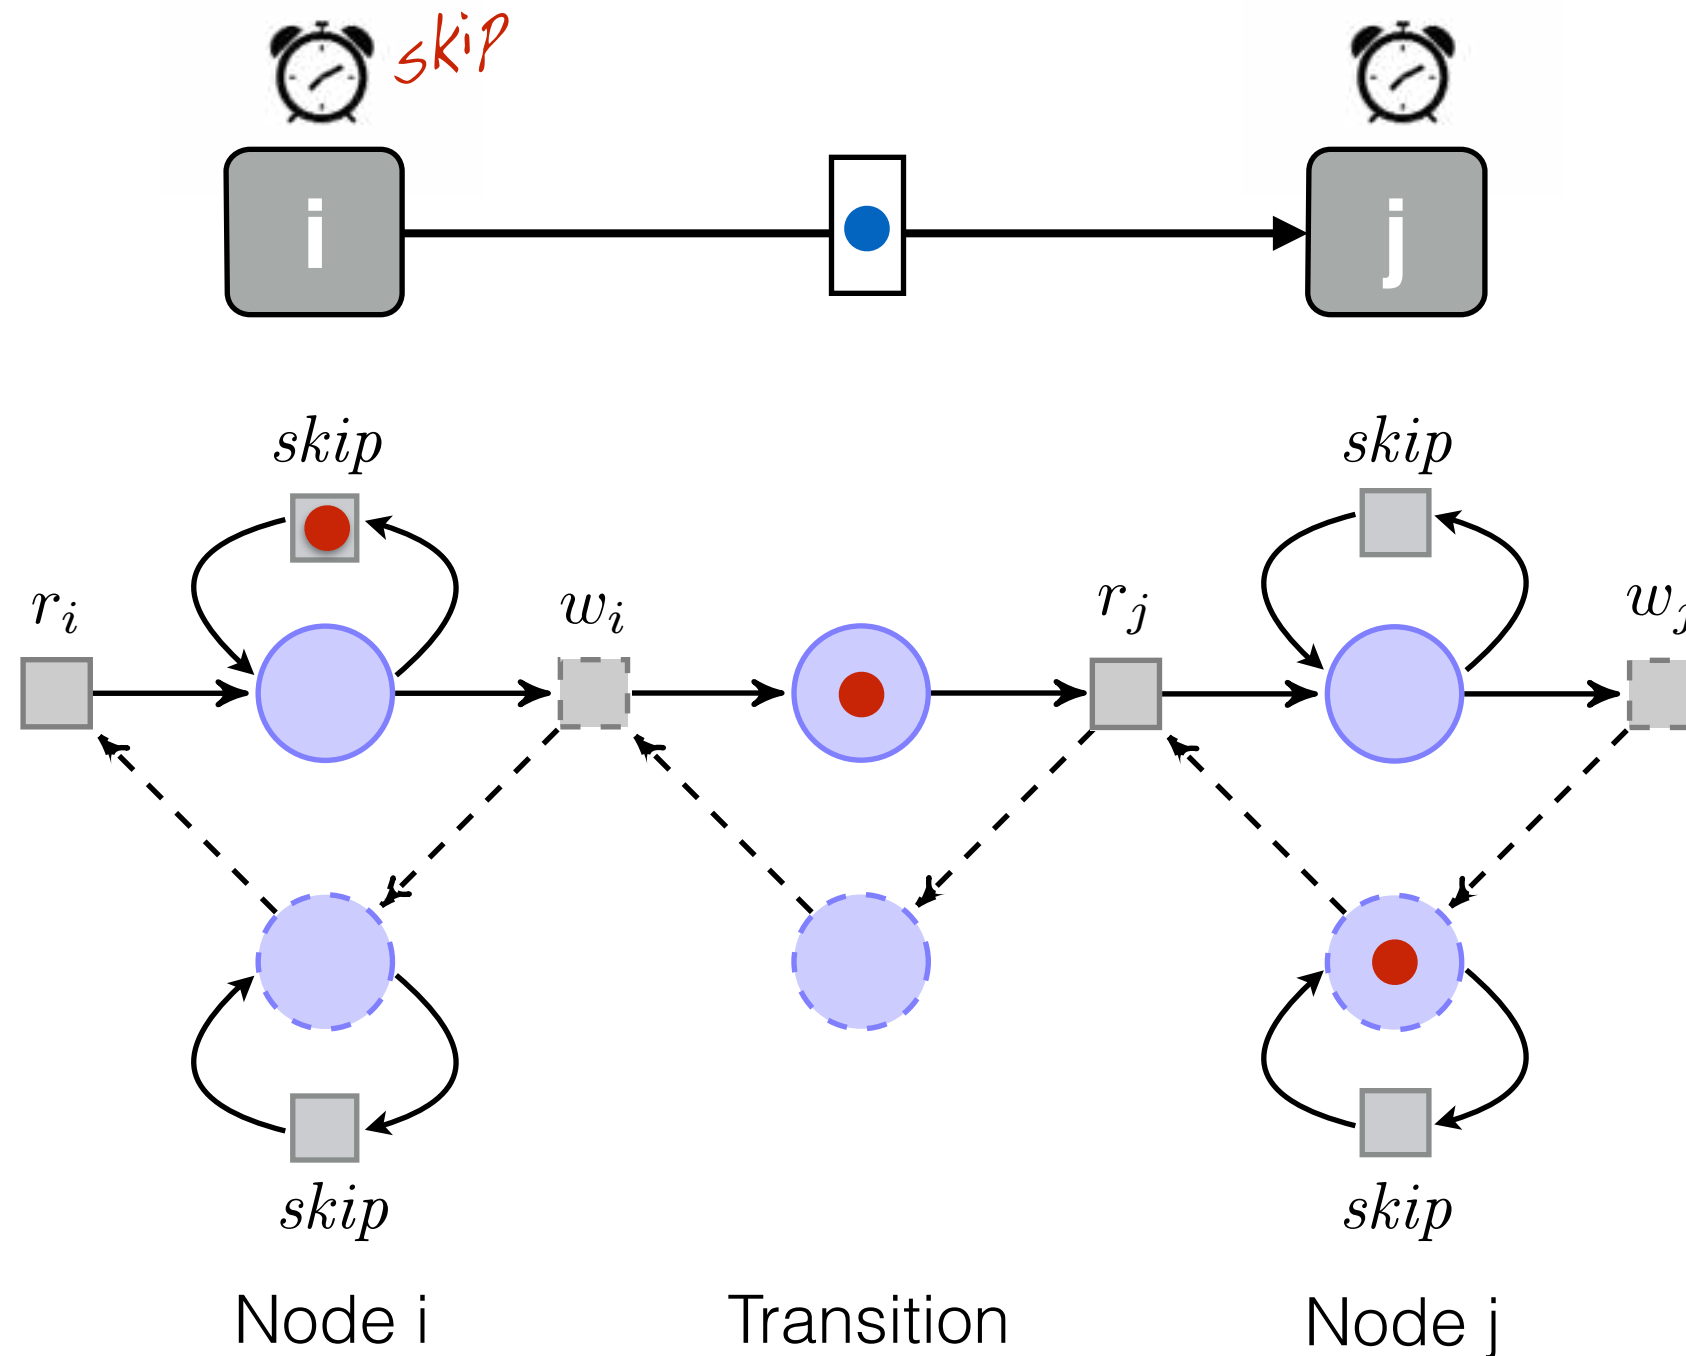 skip
i
j
skip
skip
r_i
w_i
r_j
w_j
skip
skip
Node i
Transition
Node j